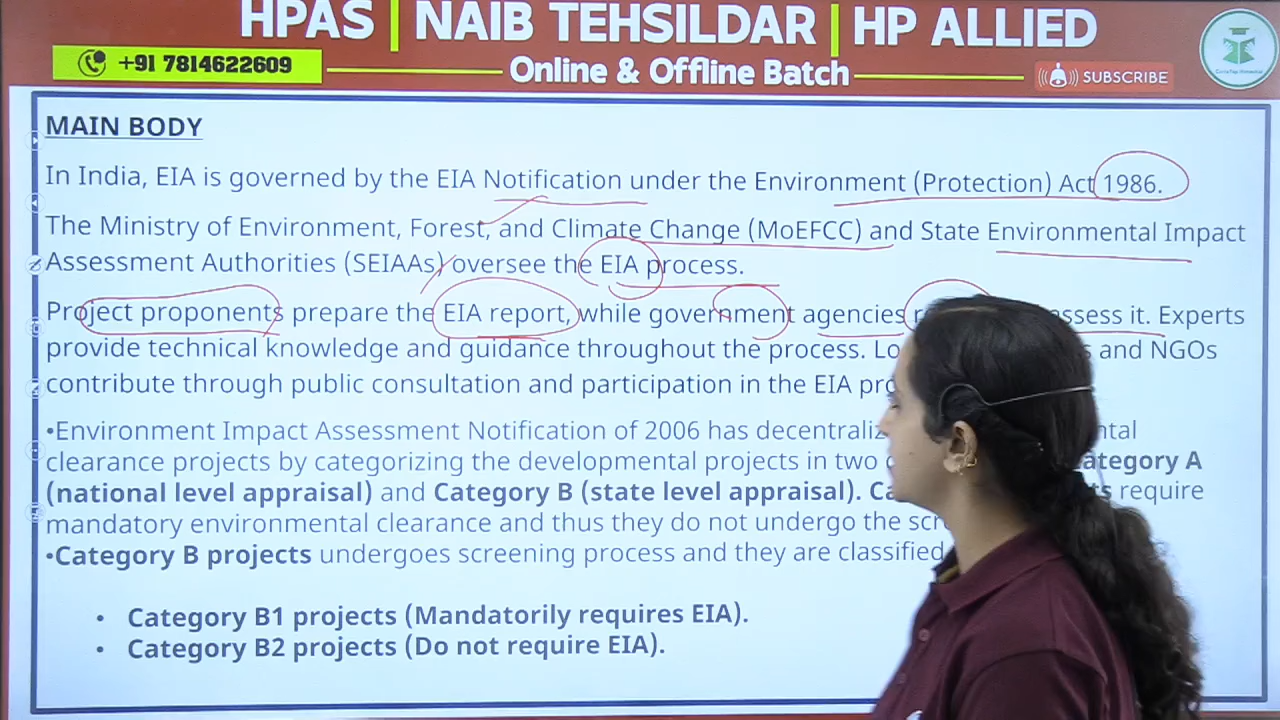 HPAS | NAIB TEHSILDAR | HP ALLIED
+91 7814622609
Online & Offline Batch
SUBSCRIBE
MAIN BODY
In India, EIA is governed by the EIA Notification under the Environment (Protection) Act 1986.
The Ministry of Environment, Forest, and Climate Change (MoEFCC) and State Environmental Impact
Assessment Authorities (SEIAAs) oversee the EIA process.
Project proponents prepare the EIA report, while government agencies assess it. Experts
provide technical knowledge and guidance throughout the process. and NGOs
contribute through public consultation and participation in the EIA
•Environment Impact Assessment Notification of 2006 has
clearance projects by categorizing the developmental projects in two Category A
(national level appraisal) and Category B (state level appraisal). require
mandatory environmental clearance and thus they do not undergo the
•Category B projects undergoes screening process and they are classified
• Category B1 projects (Mandatorily requires EIA).
• Category B2 projects (Do not require EIA).